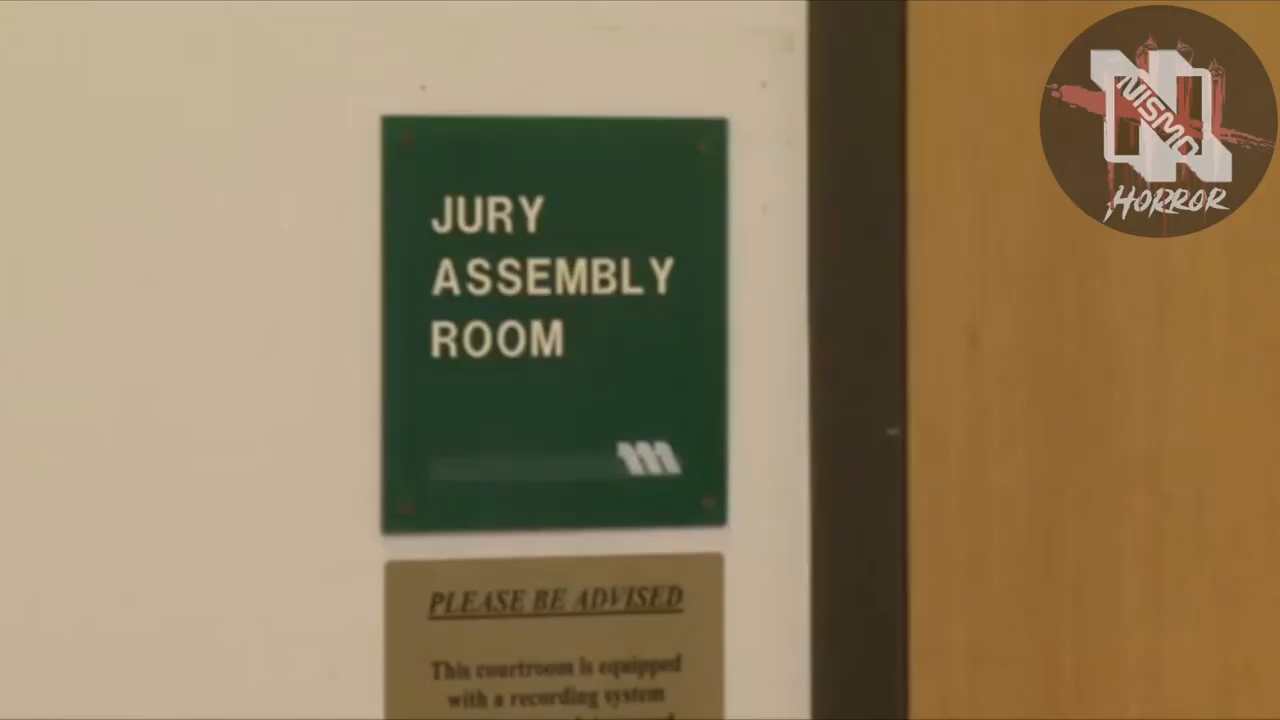 JURY
ASSEMBLY
ROOM
PLEASE BE ADVISED
This courtroom is equipped
with a recording system
NISMO
HORROR